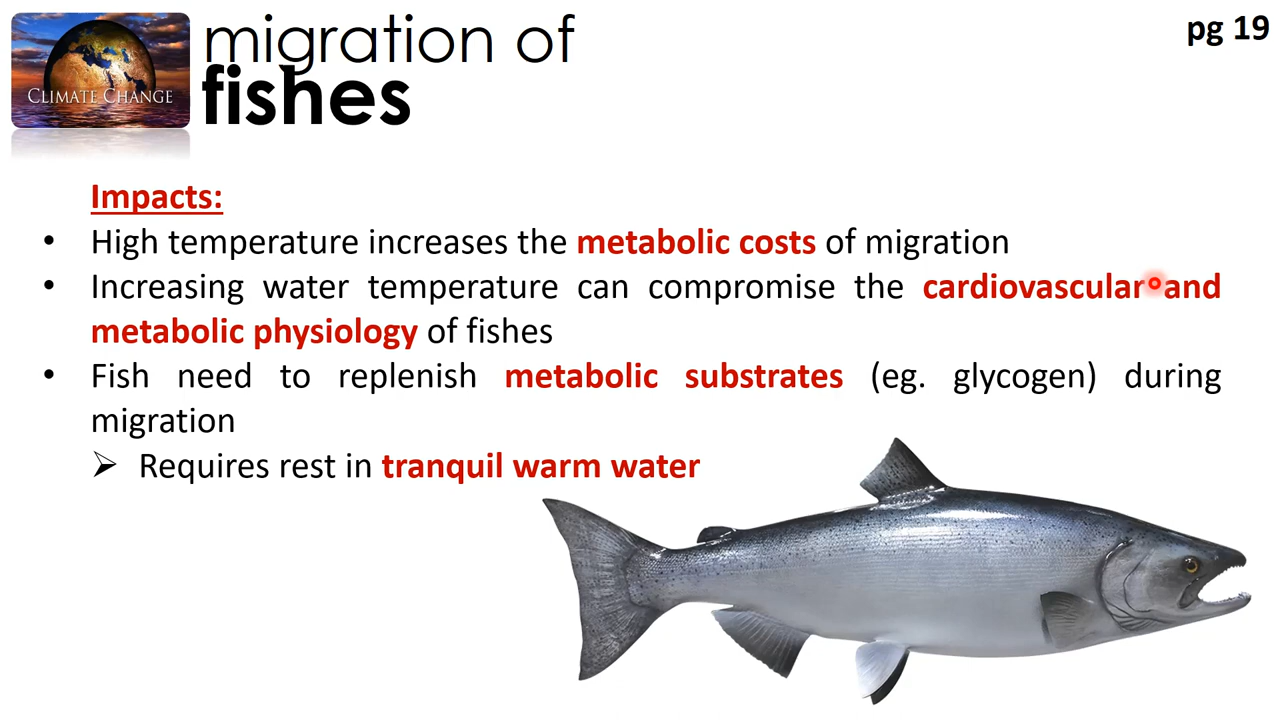 CLIMATE CHANGE
migration of
fishes
pg 19
Impacts:
• High temperature increases the metabolic costs of migration
• Increasing water temperature can compromise the cardiovascular and
metabolic physiology of fishes
• Fish need to replenish metabolic substrates (eg. glycogen) during
migration
➢ Requires rest in tranquil warm water